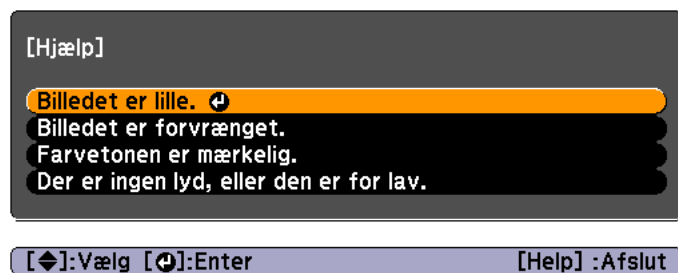 [Hjælp]
Billedet er lille.
Billedet er forvrænget.
Farvetonen er mærkelig.
Der er ingen lyd, eller den er for lav.
[◆]:Vælg [⏎]:Enter [Help] :Afslut